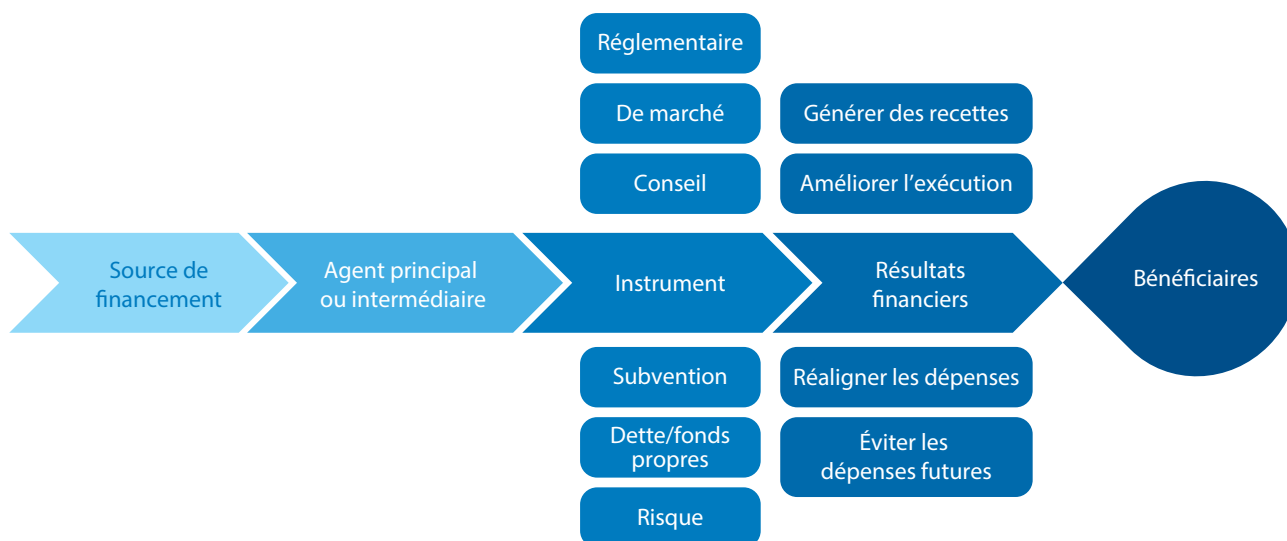 Réglementaire
De marché
Générer des recettes
Conseil
Améliorer l’exécution
Source de
financement
Agent principal
ou intermédiaire
Instrument
Résultats
financiers
Bénéficiaires
Subvention
Réaligner les dépenses
Dette/fonds
propres
Éviter les
dépenses futures
Risque